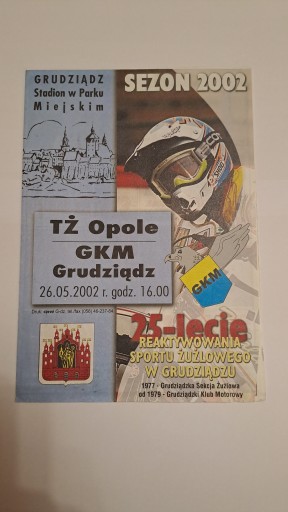 GRUDZIĄDZ
Stadion w Parku
Miejskim
SEZON 2002
TŻ Opole
GKM
Grudziądz
26.05.2002 r. godz. 16.00
GKM
25-lecie
REAKTYWOWANIA
SPORTU ŻUŻLOWEGO
W GRUDZIĄDZU
1977 - Grudziądzka Sekcja Żużlowa
od 1979 - Grudziądzki Klub Motorowy